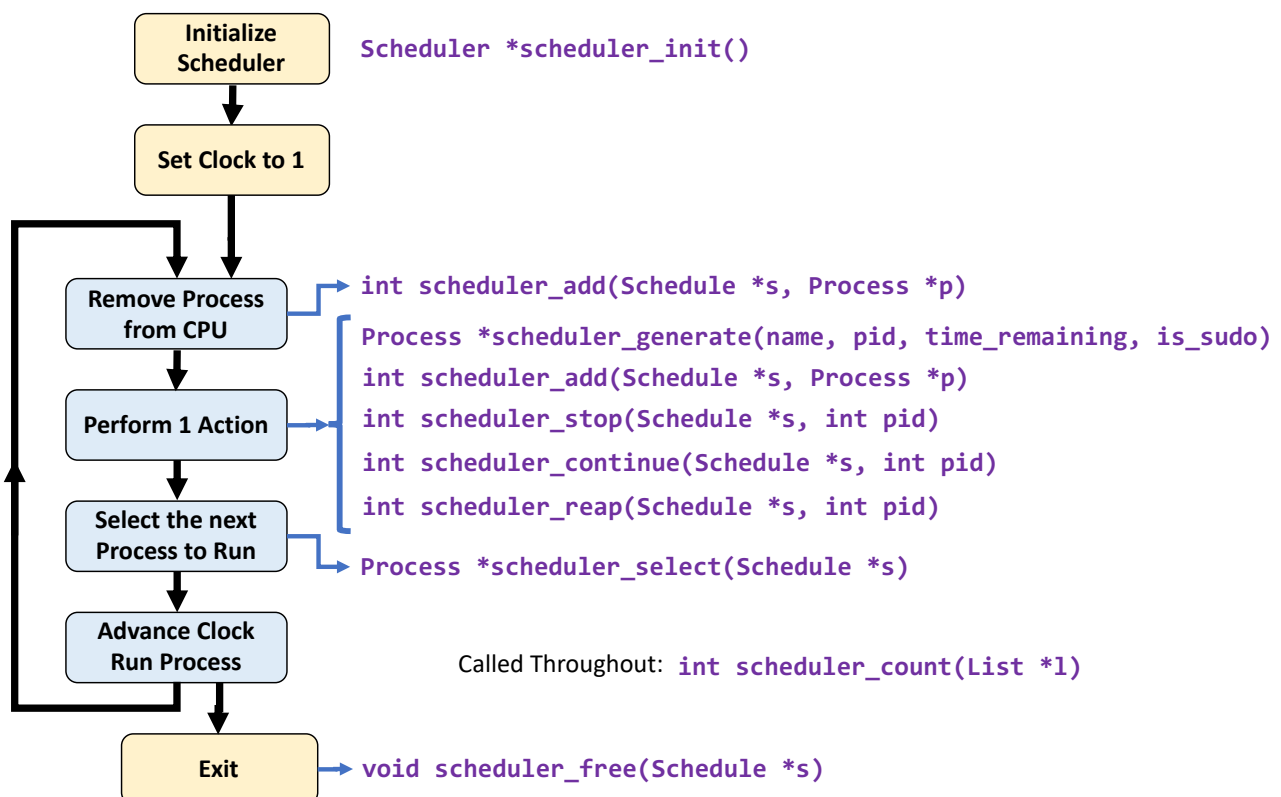 Initialize
Scheduler
Scheduler *scheduler_init()
Set Clock to 1
Remove Process
from CPU
int scheduler_add(Schedule *s, Process *p)
Process *scheduler_generate(name, pid, time_remaining, is_sudo)
int scheduler_add(Schedule *s, Process *p)
Perform 1 Action
int scheduler_stop(Schedule *s, int pid)
int scheduler_continue(Schedule *s, int pid)
int scheduler_reap(Schedule *s, int pid)
Select the next
Process to Run
Process *scheduler_select(Schedule *s)
Advance Clock
Run Process
Called Throughout: int scheduler_count(List *l)
Exit
void scheduler_free(Schedule *s)